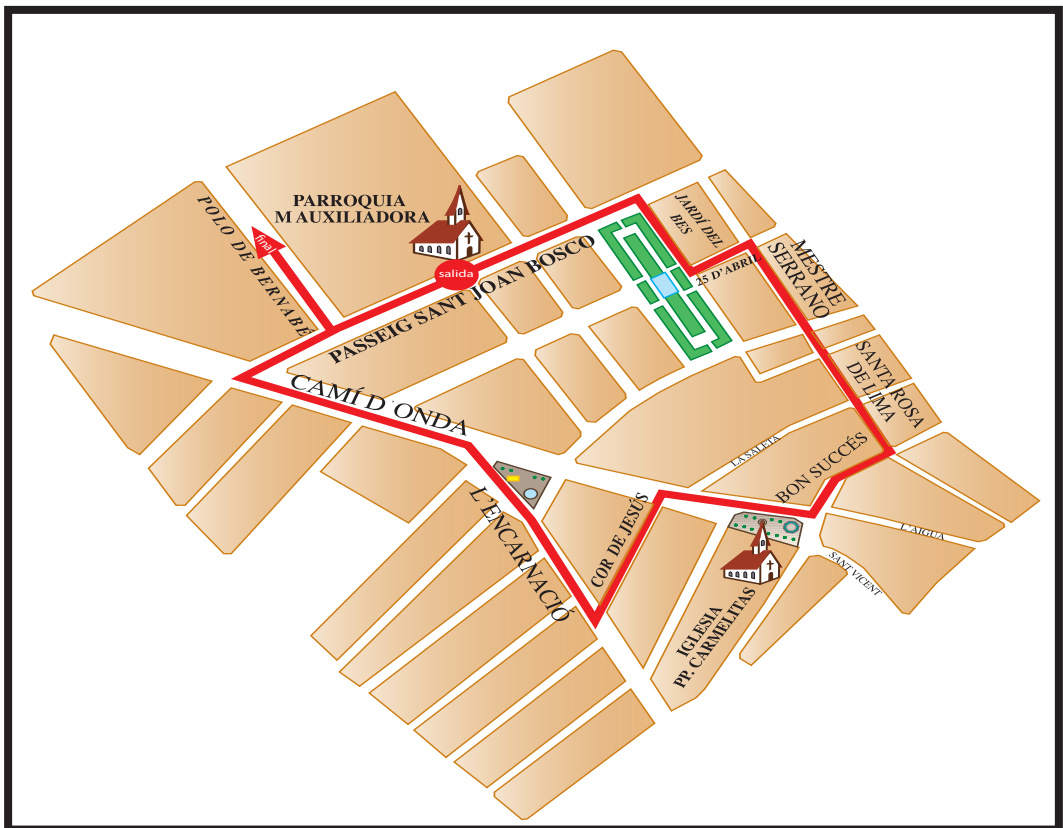 PARROQUIA
M AUXILIADORA
salida
final
POLO DE BERNABÉ
PASSEIG SANT JOAN BOSCO
JARDÍ DEL
BES
25 D'ABRIL
MESTRE
SERRANO
SANTA ROSA
DE LIMA
CAMÍ D´ONDA
LA SALETA
BON SUCCÉS
L'ENCARNACIÓ
COR DE JESÚS
L'AIGUA
SANT VICENT
IGLESIA
PP. CARMELITAS